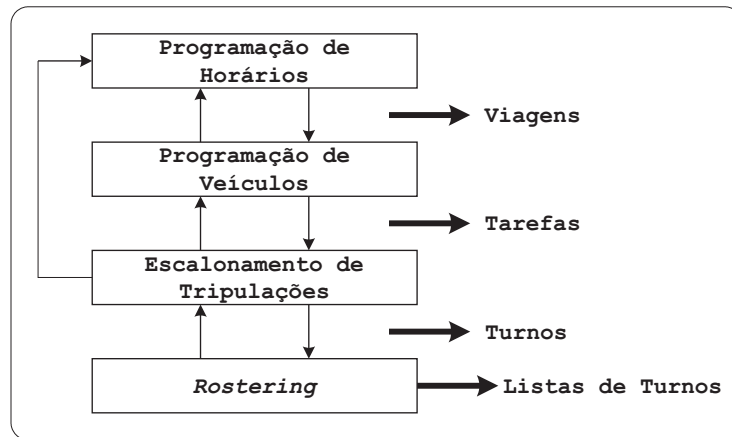 Programação de
Horários
Viagens
Programação de
Veículos
Tarefas
Escalonamento de
Tripulações
Turnos
Rostering
Listas de Turnos